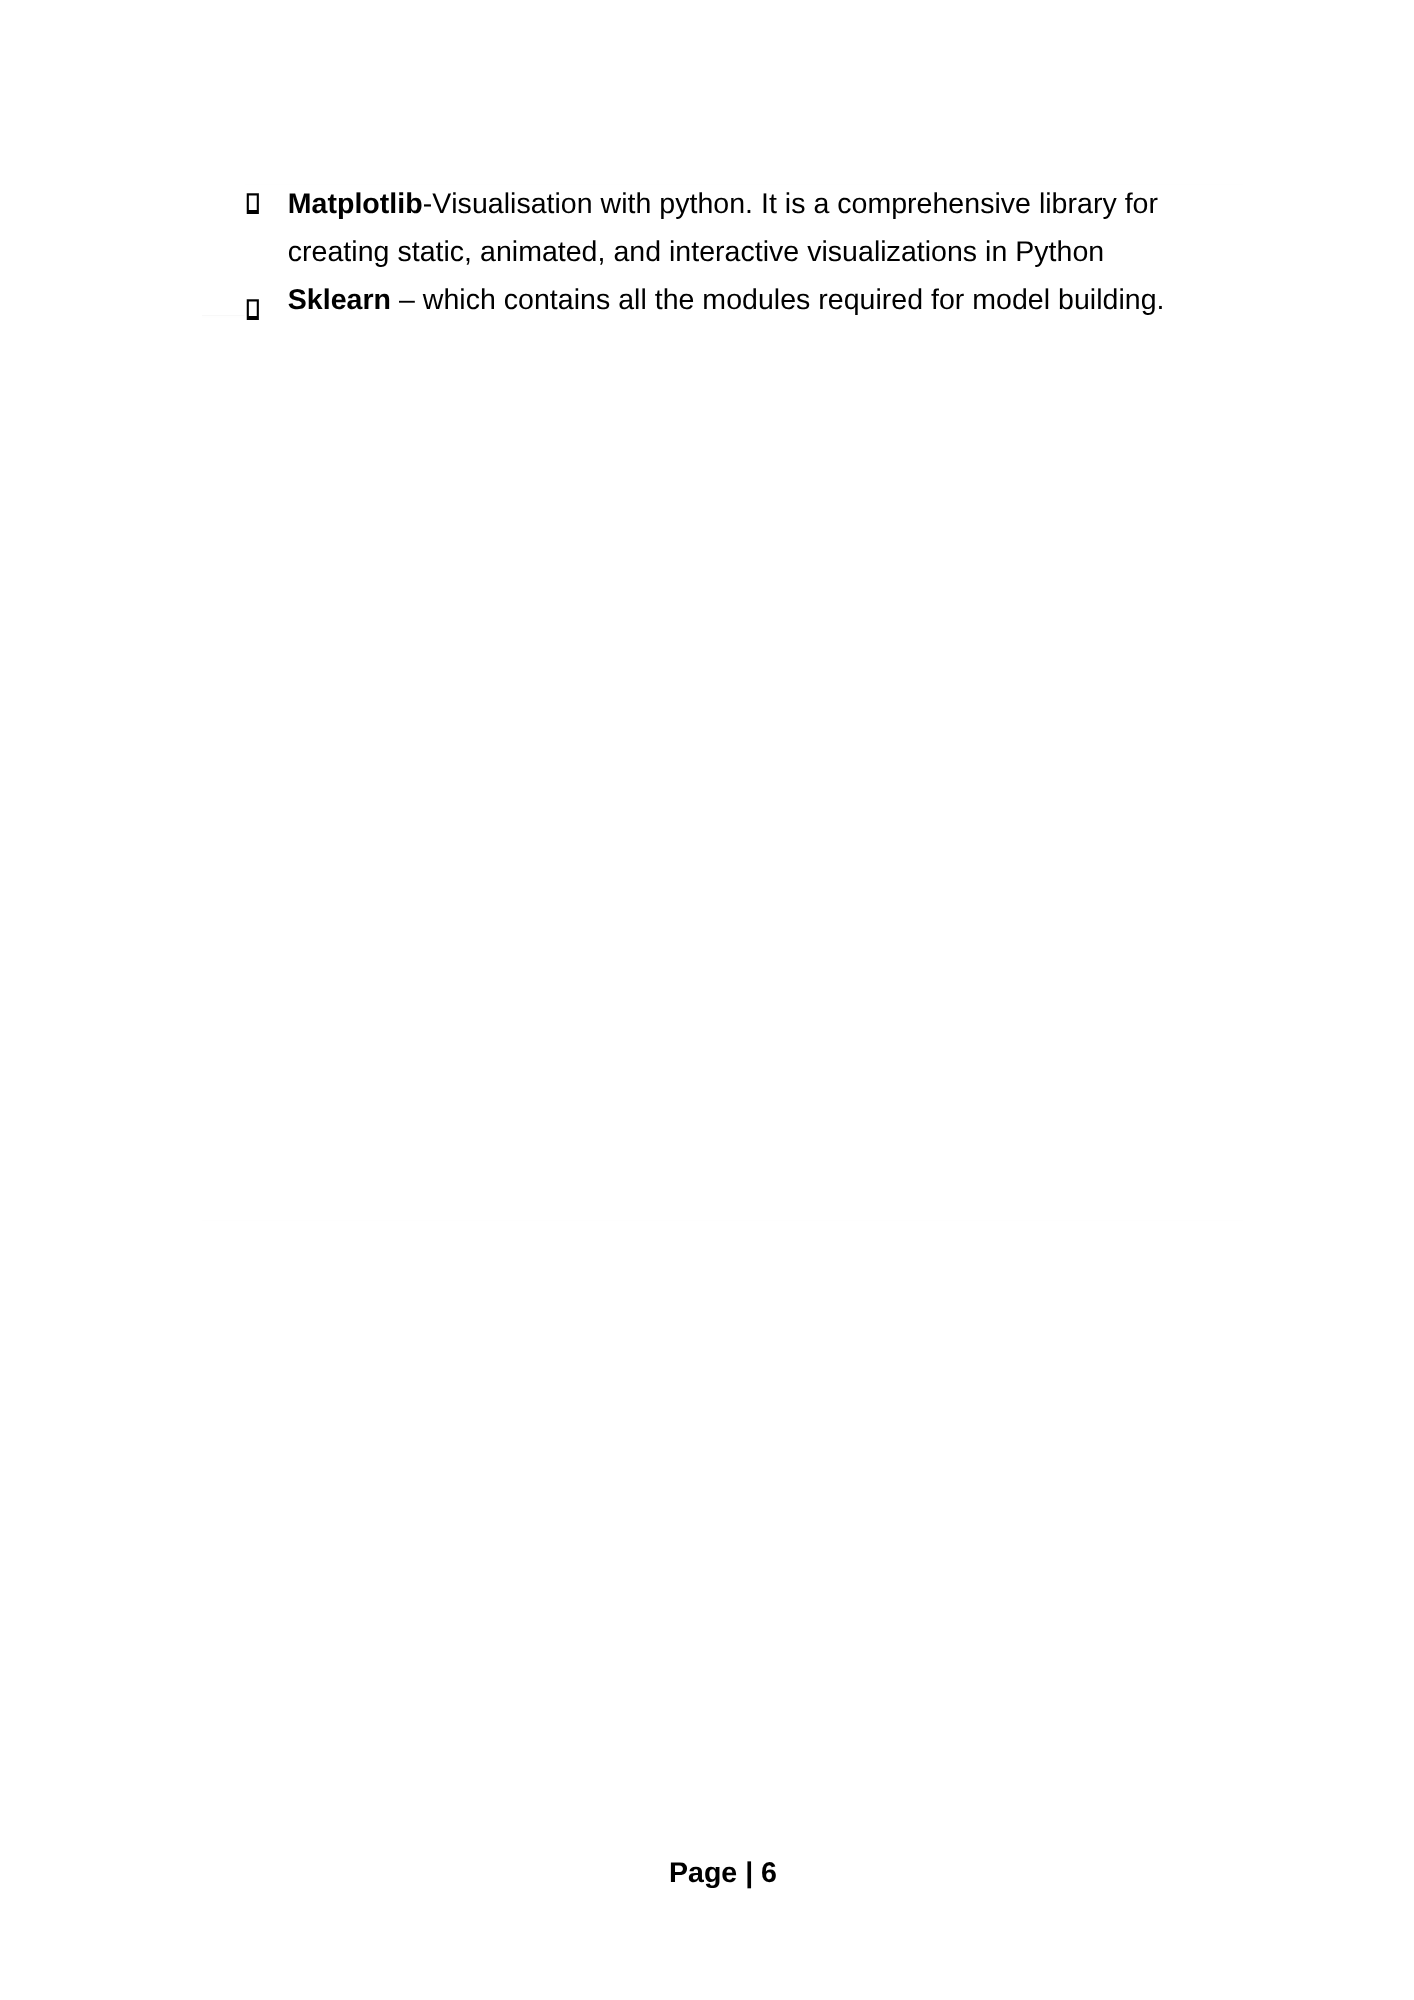 Matplotlib-Visualisation with python. It is a comprehensive library for
creating static, animated, and interactive visualizations in Python
Sklearn – which contains all the modules required for model building.
Page | 6